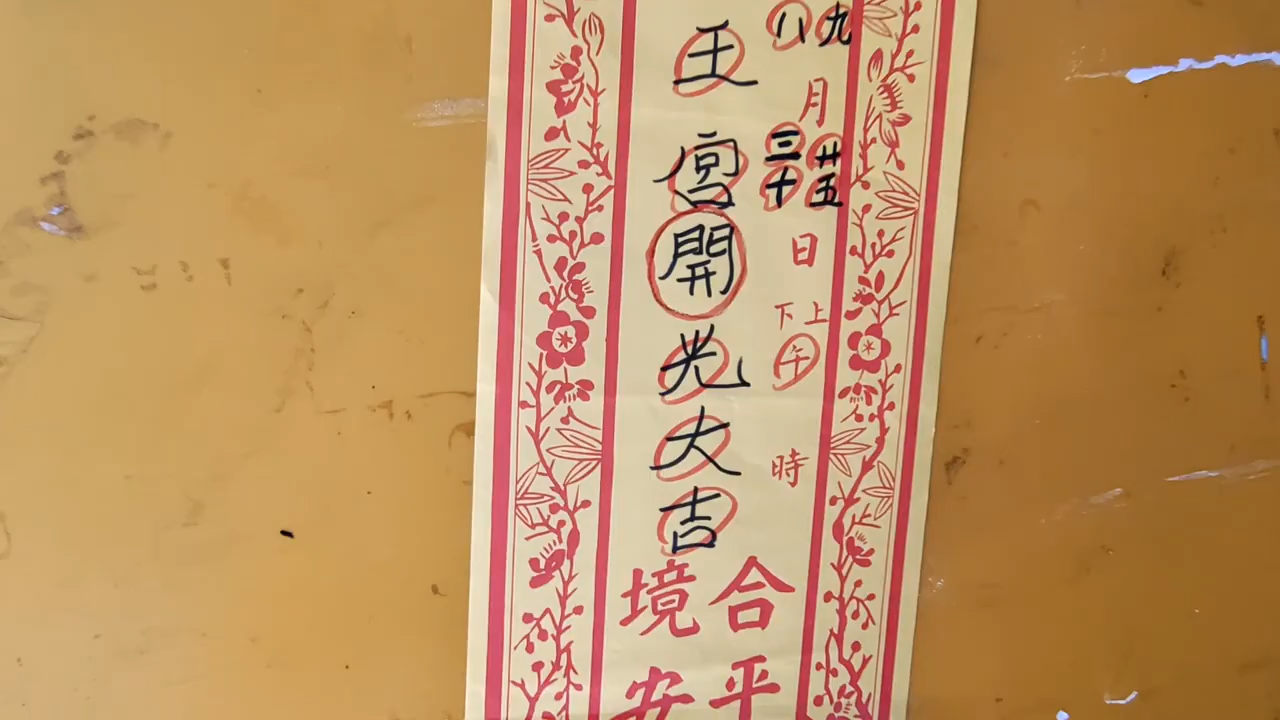 九八月廿五三十日上下午時
王宮開光大吉
合境
平安